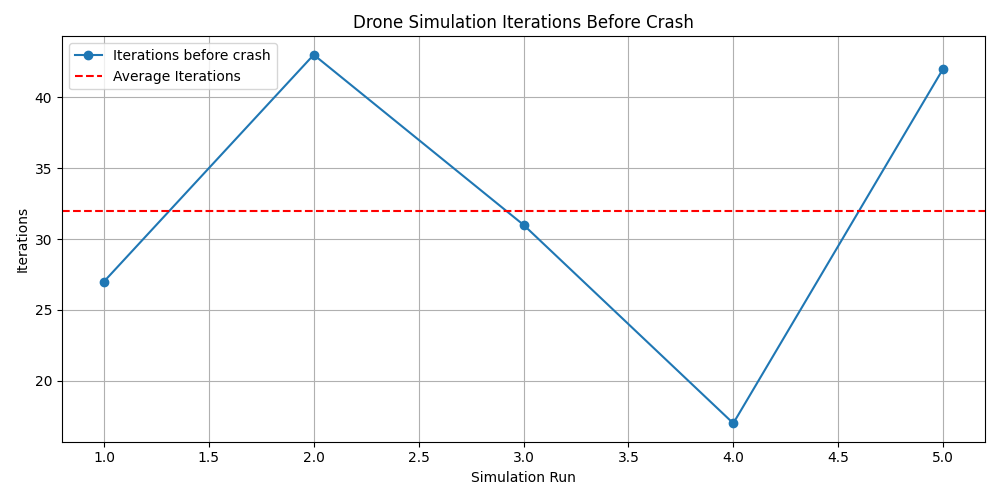 Drone Simulation Iterations Before Crash
Iterations before crash
Average Iterations
Iterations
40
35
30
25
20
1.0 1.5 2.0 2.5 3.0 3.5 4.0 4.5 5.0
Simulation Run